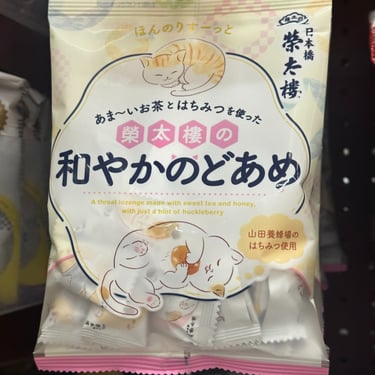 ほんのりすーっと
日本橋
榮太樓
あま〜いお茶とはちみつを使った
榮太樓の
和やかのどあめ
A throat lozenge made with sweet tea and honey,
with just a hint of huckleberry
山田養蜂場の
はちみつ使用